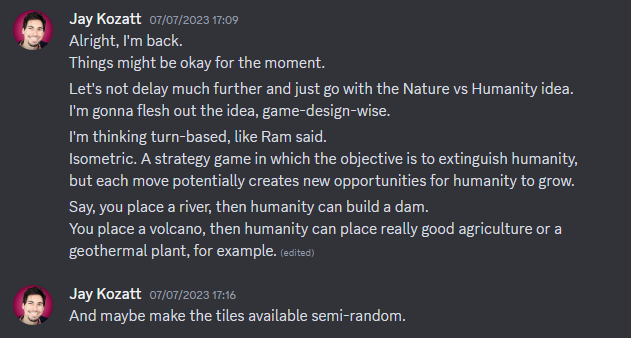 Jay Kozatt 07/07/2023 17:09
Alright, I'm back.
Things might be okay for the moment.
Let's not delay much further and just go with the Nature vs Humanity idea.
I'm gonna flesh out the idea, game-design-wise.
I'm thinking turn-based, like Ram said.
Isometric. A strategy game in which the objective is to extinguish humanity,
but each move potentially creates new opportunities for humanity to grow.
Say, you place a river, then humanity can build a dam.
You place a volcano, then humanity can place really good agriculture or a
geothermal plant, for example. (edited)
Jay Kozatt 07/07/2023 17:16
And maybe make the tiles available semi-random.